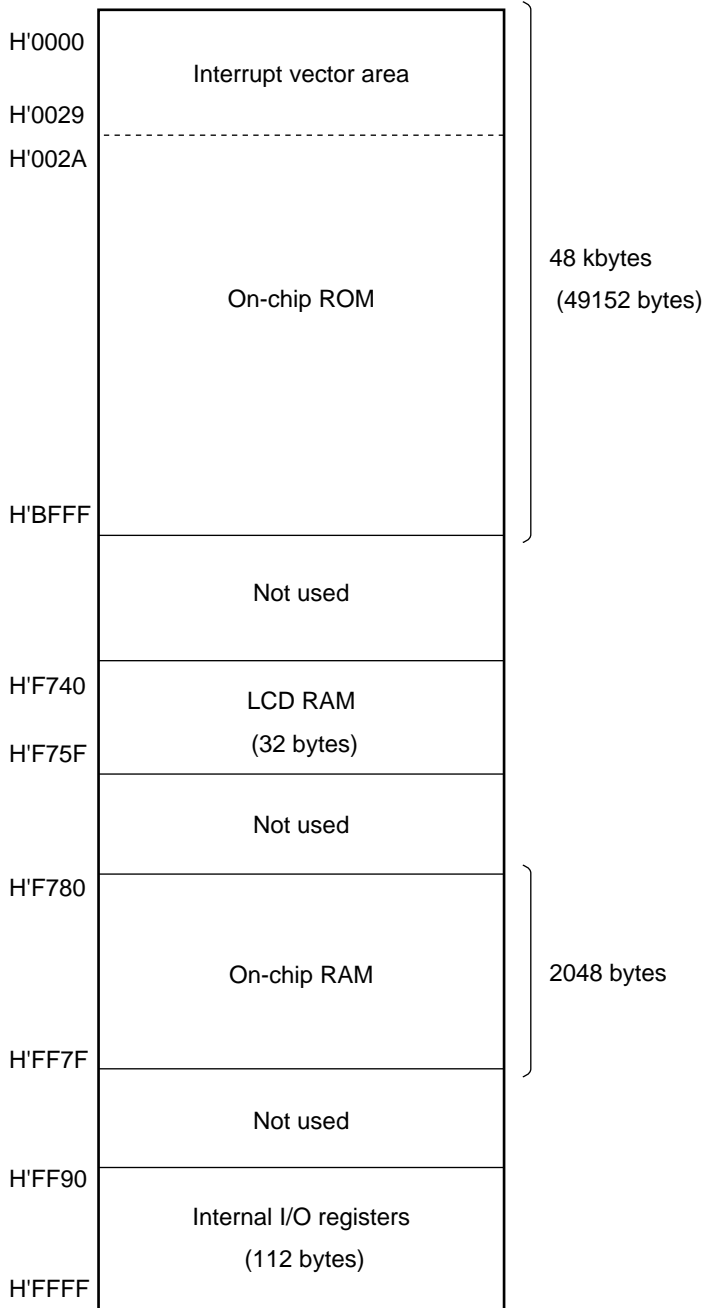 H'0000
Interrupt vector area
H'0029
H'002A
48 kbytes
(49152 bytes)
On-chip ROM
H'BFFF
Not used
H'F740
LCD RAM
(32 bytes)
H'F75F
Not used
H'F780
On-chip RAM
2048 bytes
H'FF7F
Not used
H'FF90
Internal I/O registers
(112 bytes)
H'FFFF